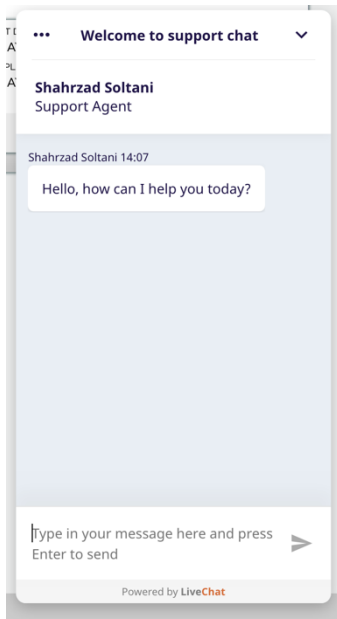 Welcome to support chat
Shahrzad Soltani
Support Agent
Shahrzad Soltani 14:07
Hello, how can I help you today?
Type in your message here and press
Enter to send
Powered by LiveChat